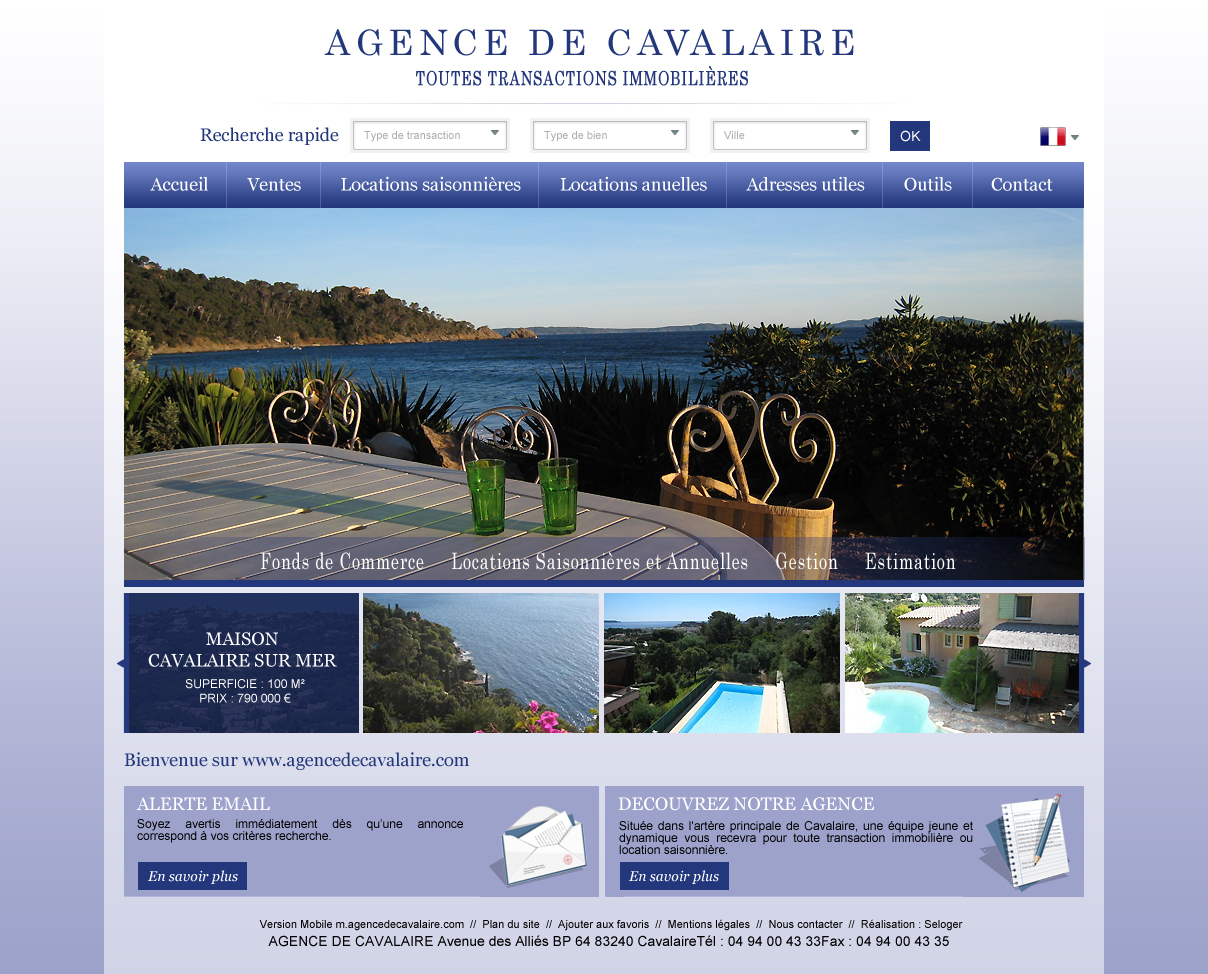 AGENCE DE CAVALAIRE
TOUTES TRANSACTIONS IMMOBILIÈRES
Recherche rapide
Type de transaction
Type de bien
Ville
OK
Accueil
Ventes
Locations saisonnières
Locations anuelles
Adresses utiles
Outils
Contact
Fonds de Commerce Locations Saisonnières et Annuelles Gestion Estimation
MAISON
CAVALAIRE SUR MER
SUPERFICIE : 100 M²
PRIX : 790 000 €
Bienvenue sur www.agencedecavalaire.com
ALERTE EMAIL
Soyez avertis immédiatement dès qu'une annonce
correspond à vos critères recherche.
En savoir plus
DECOUVREZ NOTRE AGENCE
Située dans l'artère principale de Cavalaire, une équipe jeune et
dynamique vous recevra pour toute transaction immobilière ou
location saisonnière.
En savoir plus
Version Mobile m.agencedecavalaire.com // Plan du site // Ajouter aux favoris // Mentions légales // Nous contacter // Réalisation : Seloger
AGENCE DE CAVALAIRE Avenue des Alliés BP 64 83240 CavalaireTél : 04 94 00 43 33Fax : 04 94 00 43 35